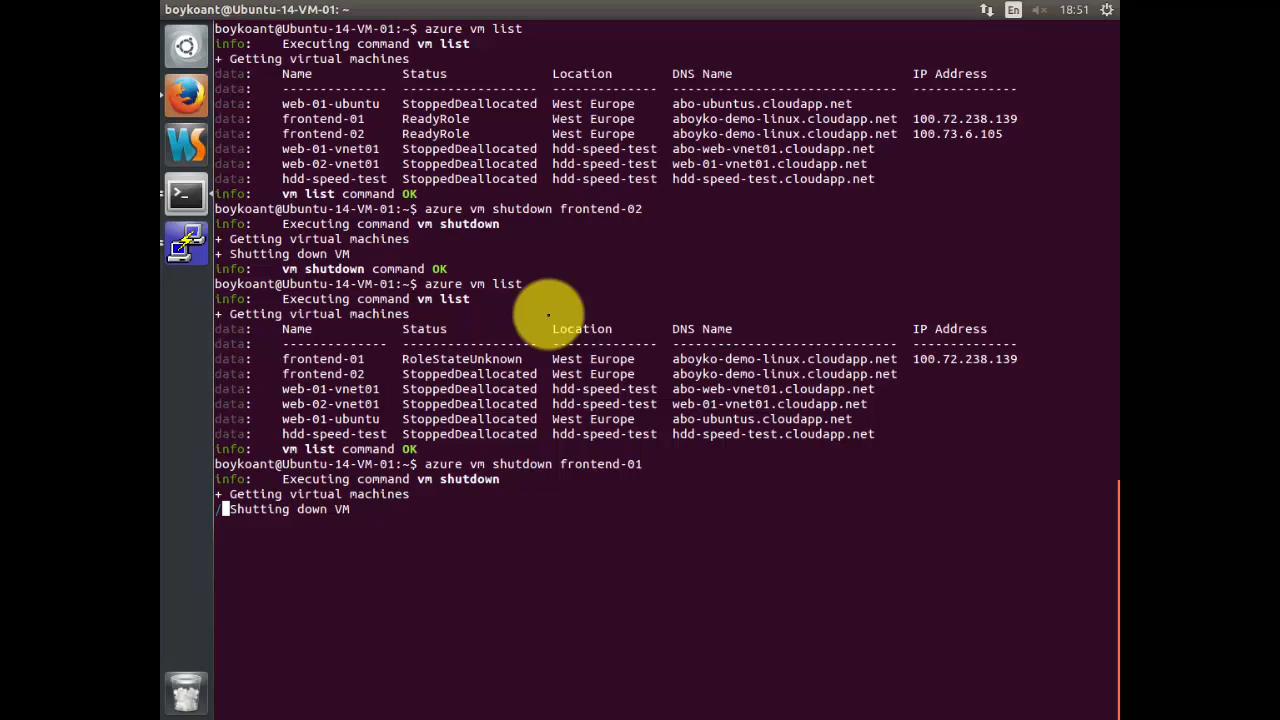 boykoant@Ubuntu-14-VM-01: ~ En 18:51
boykoant@Ubuntu-14-VM-01:~$ azure vm list
info: Executing command vm list
+ Getting virtual machines
data: Name Status Location DNS Name IP Address
data: -------------- ------------------ ------------- -------------------------- --------------
data: web-01-ubuntu StoppedDeallocated West Europe abo-ubuntus.cloudapp.net
data: frontend-01 ReadyRole West Europe aboyko-demo-linux.cloudapp.net 100.72.238.139
data: frontend-02 ReadyRole West Europe aboyko-demo-linux.cloudapp.net 100.73.6.105
data: web-01-vnet01 StoppedDeallocated hdd-speed-test abo-web-vnet01.cloudapp.net
data: web-02-vnet01 StoppedDeallocated hdd-speed-test web-01-vnet01.cloudapp.net
data: hdd-speed-test StoppedDeallocated hdd-speed-test hdd-speed-test.cloudapp.net
info: vm list command OK
boykoant@Ubuntu-14-VM-01:~$ azure vm shutdown frontend-02
info: Executing command vm shutdown
+ Getting virtual machines
+ Shutting down VM
info: vm shutdown command OK
boykoant@Ubuntu-14-VM-01:~$ azure vm list
info: Executing command vm list
+ Getting virtual machines
data: Name Status Location DNS Name IP Address
data: -------------- ------------------ -------------- ------------------------------ --------------
data: frontend-01 RoleStateUnknown West Europe aboyko-demo-linux.cloudapp.net 100.72.238.139
data: frontend-02 StoppedDeallocated West Europe aboyko-demo-linux.cloudapp.net
data: web-01-vnet01 StoppedDeallocated hdd-speed-test abo-web-vnet01.cloudapp.net
data: web-02-vnet01 StoppedDeallocated hdd-speed-test web-01-vnet01.cloudapp.net
data: web-01-ubuntu StoppedDeallocated West Europe abo-ubuntus.cloudapp.net
data: hdd-speed-test StoppedDeallocated hdd-speed-test hdd-speed-test.cloudapp.net
info: vm list command OK
boykoant@Ubuntu-14-VM-01:~$ azure vm shutdown frontend-01
info: Executing command vm shutdown
+ Getting virtual machines
/ Shutting down VM